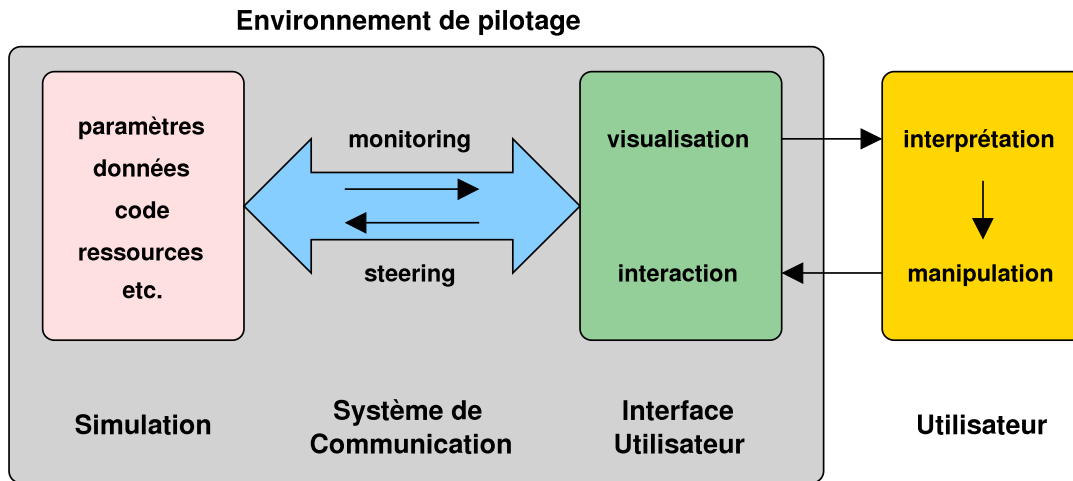 Environnement de pilotage
paramètres
données
code
ressources
etc.
monitoring
steering
visualisation
interaction
interprétation
manipulation
Simulation
Système de
Communication
Interface
Utilisateur
Utilisateur